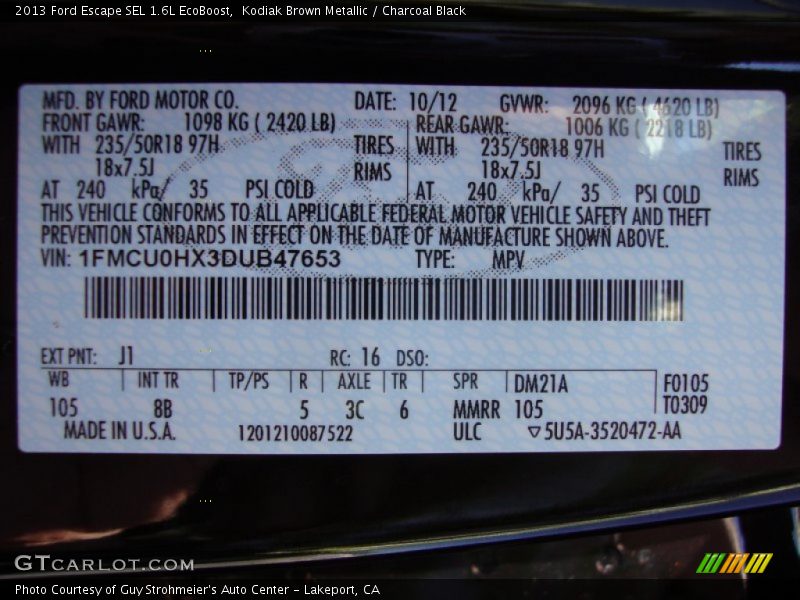 2013 Ford Escape SEL 1.6L EcoBoost,  Kodiak Brown Metallic / Charcoal Black
MFD. BY FORD MOTOR CO. DATE: 10/12 GVWR: 2096 KG ( 4620 LB)
FRONT GAWR: 1098 KG ( 2420 LB) REAR GAWR: 1006 KG ( 2218 LB)
WITH 235/50R18 97H TIRES WITH 235/50R18 97H TIRES
18x7.5J RIMS 18x7.5J RIMS
AT 240 kPa/ 35 PSI COLD AT 240 kPa/ 35 PSI COLD
THIS VEHICLE CONFORMS TO ALL APPLICABLE FEDERAL MOTOR VEHICLE SAFETY AND THEFT
PREVENTION STANDARDS IN EFFECT ON THE DATE OF MANUFACTURE SHOWN ABOVE.
VIN: 1FMCU0HX3DUB47653 TYPE: MPV
EXT PNT: J1 RC: 16 DSO:
WB INT TR TP/PS R AXLE TR SPR DM21A F0105
105 8B 5 3C 6 MMRR 105 T0309
MADE IN U.S.A. 1201210087522 ULC ▽5U5A-3520472-AA
GTCARLOT.COM
Photo Courtesy of Guy Strohmeier's Auto Center – Lakeport, CA